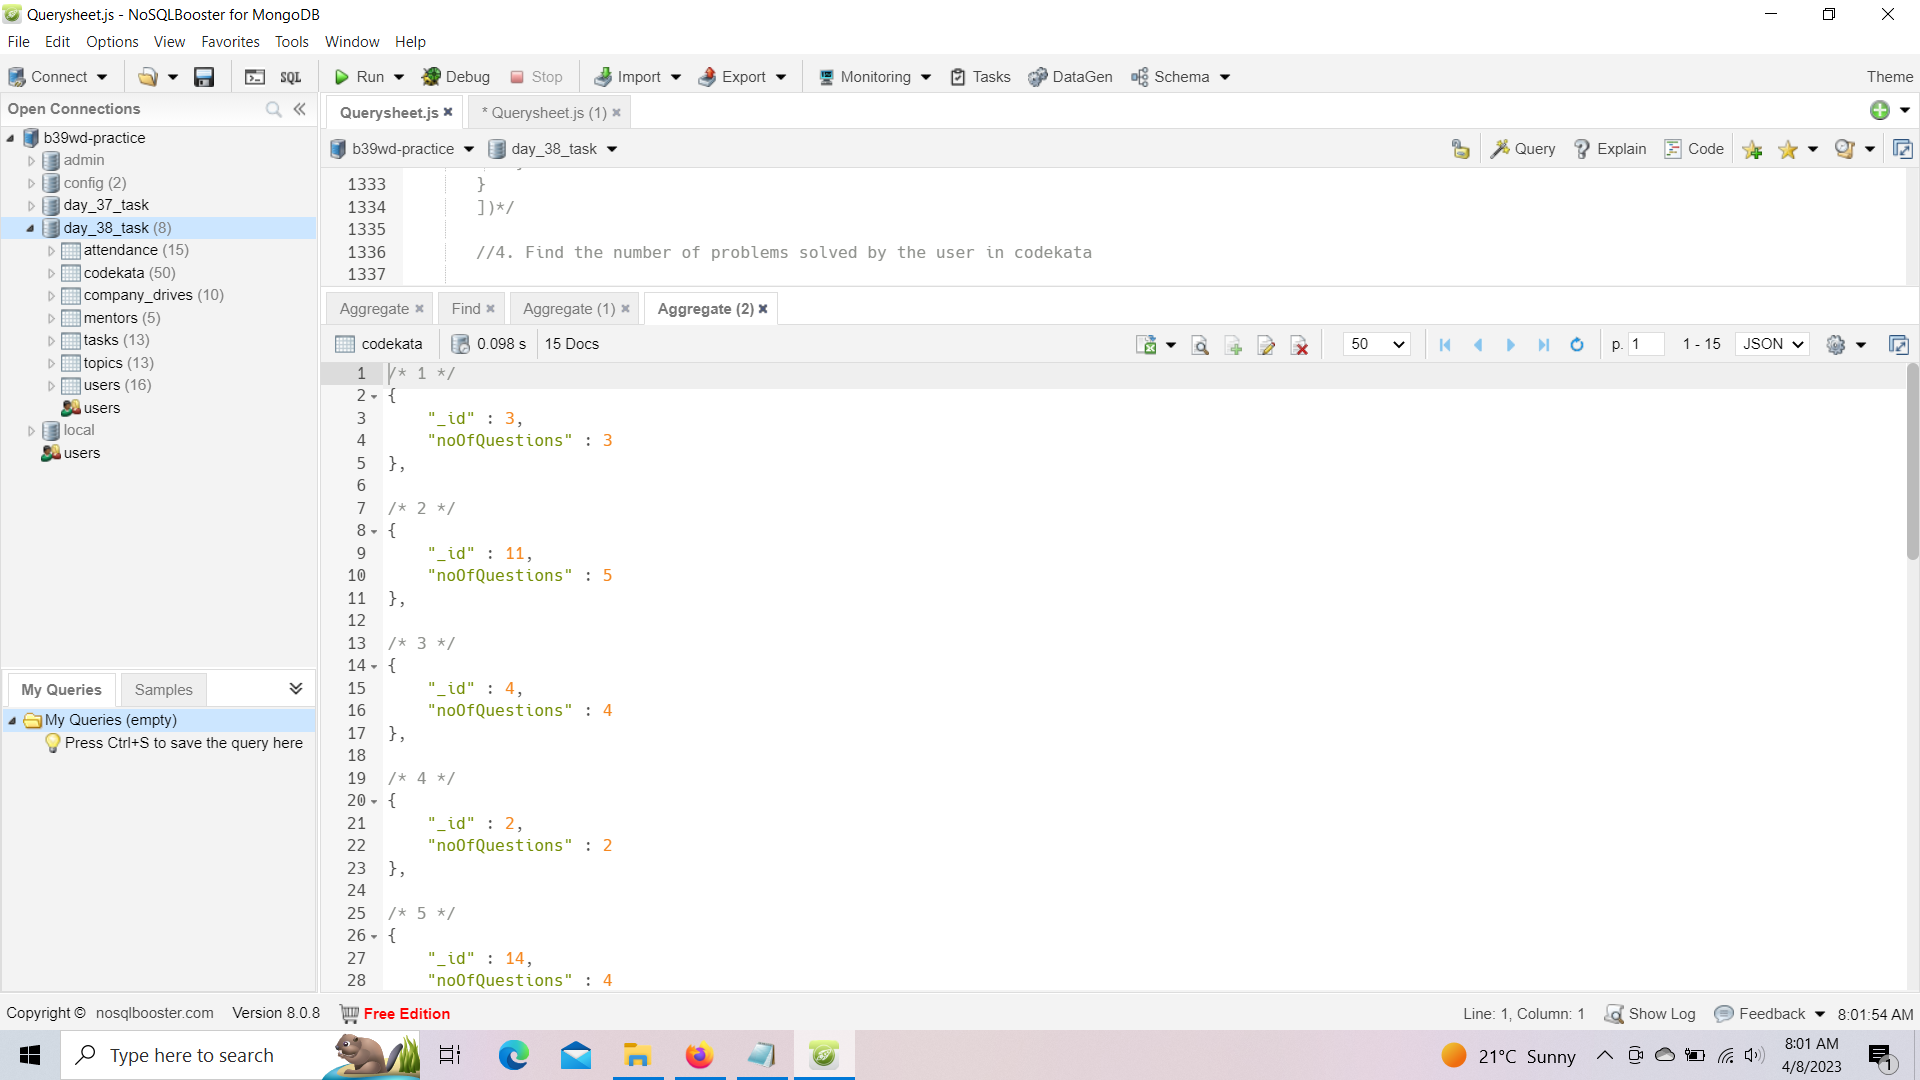 Querysheet.js - NoSQLBooster for MongoDB
File Edit Options View Favorites Tools Window Help
Connect SQL Run Debug Stop Import Export Monitoring Tasks DataGen Schema Theme
Open Connections
b39wd-practice
admin
config (2)
day_37_task
day_38_task (8)
attendance (15)
codekata (50)
company_drives (10)
mentors (5)
tasks (13)
topics (13)
users (16)
users
local
users
My Queries Samples
My Queries (empty)
Press Ctrl+S to save the query here
Querysheet.js * Querysheet.js (1)
b39wd-practice day_38_task Query Explain Code
1333 }
1334 ])*/
1335
1336 //4. Find the number of problems solved by the user in codekata
1337
Aggregate Find Aggregate (1) Aggregate (2)
codekata 0.098 s 15 Docs 50 p. 1 1 - 15 JSON
1 /* 1 */
2 {
3 "_id" : 3,
4 "noOfQuestions" : 3
5 },
6
7 /* 2 */
8 {
9 "_id" : 11,
10 "noOfQuestions" : 5
11 },
12
13 /* 3 */
14 {
15 "_id" : 4,
16 "noOfQuestions" : 4
17 },
18
19 /* 4 */
20 {
21 "_id" : 2,
22 "noOfQuestions" : 2
23 },
24
25 /* 5 */
26 {
27 "_id" : 14,
28 "noOfQuestions" : 4
Copyright © nosqlbooster.com Version 8.0.8 Free Edition Line: 1, Column: 1 Show Log Feedback 8:01:54 AM
Type here to search 21°C Sunny 8:01 AM
4/8/2023 1